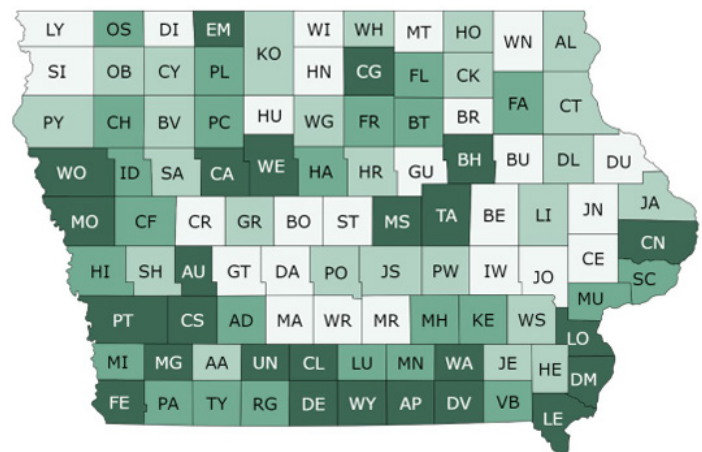 LY OS DI EM KO WI WH MT HO WN AL
SI OB CY PL HN CG FL CK
PY CH BV PC HU WG FR BT BR FA CT
WO ID SA CA WE HA HR GU BH BU DL DU
MO CF CR GR BO ST MS TA BE LI JN JA
CN
HI SH AU GT DA PO JS PW IW JO CE SC
MU
PT CS AD MA WR MR MH KE WS LO
MI MG AA UN CL LU MN WA JE HE DM
FE PA TY RG DE WY AP DV VB LE